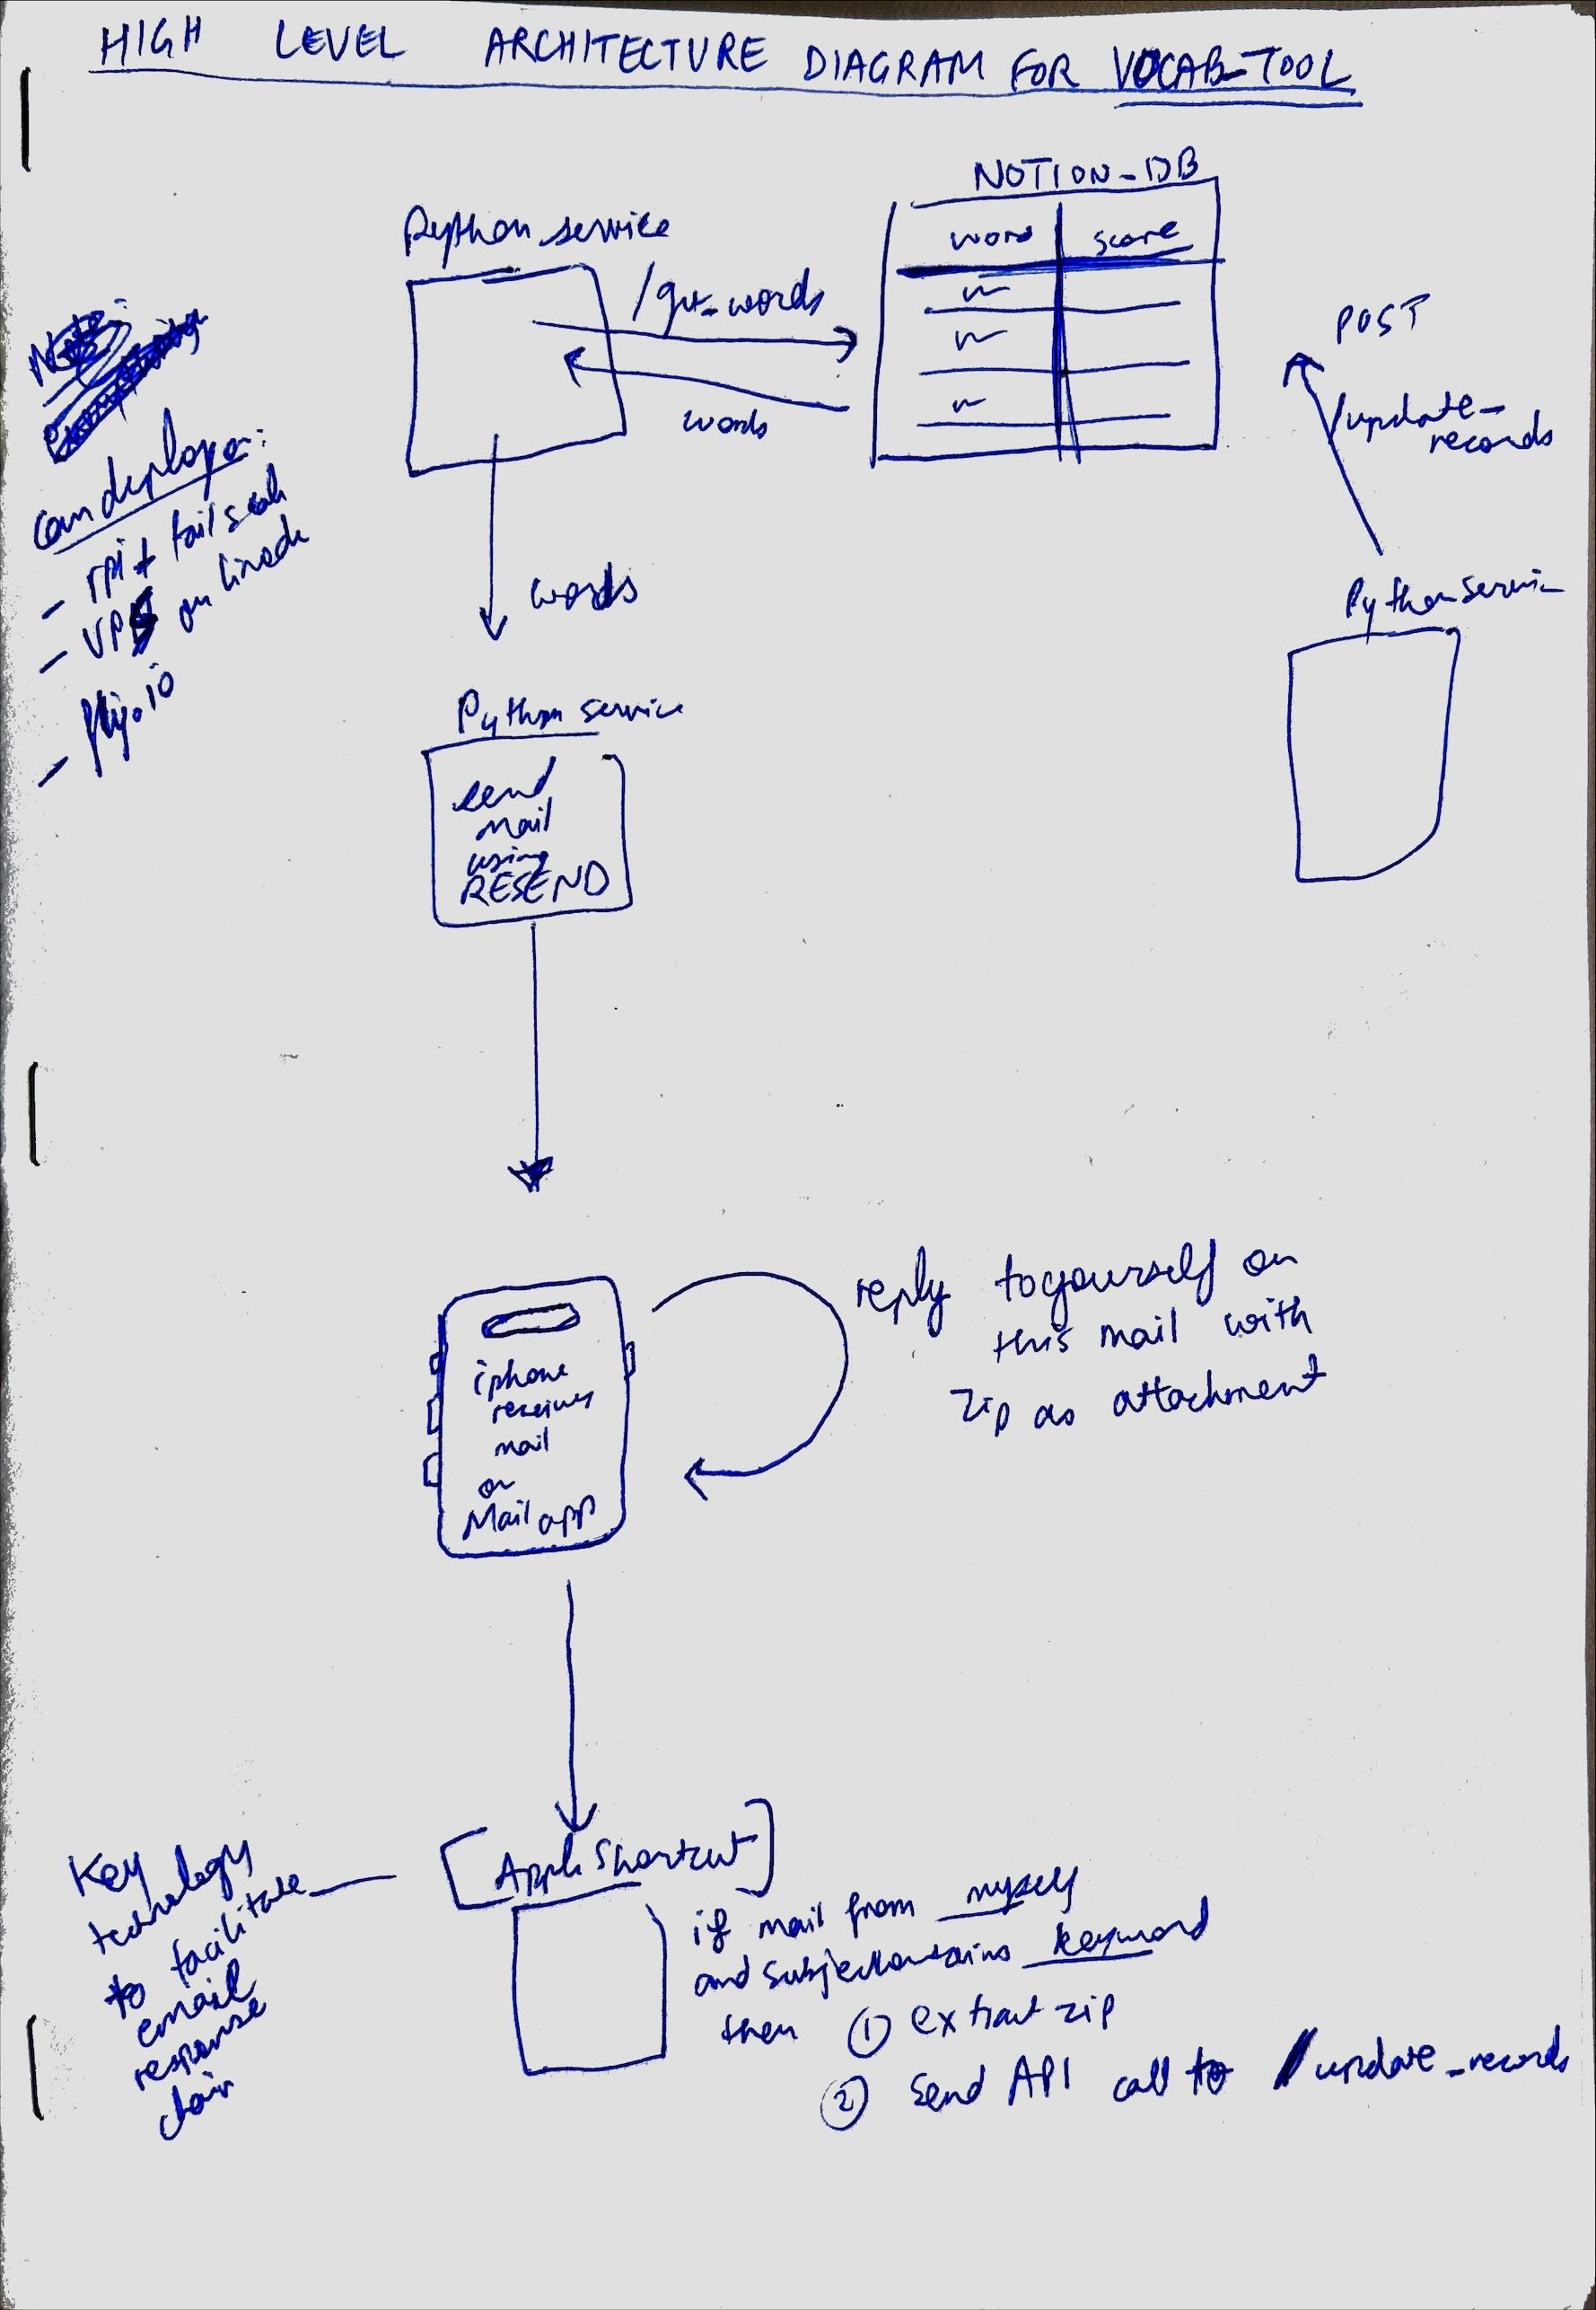 HIGH LEVEL ARCHITECTURE DIAGRAM FOR VOCAB-TOOL
NOTION-DB
word score
Python service
/get-words
words
POST
/update-
records
can deploy on:
- rpi + tailscale
- VPS on linode
- fly.io
words
Python service
Python service
send
mail
using
RESEND
iphone
receives
mail
on
Mail app
reply to yourself on
this mail with
zip as attachment
Key
technology
to facilitate
email
response
chain
[Apple Shortcut]
if mail from myself
and subject contains keyword
then ① extract zip
② Send API call to /update_records